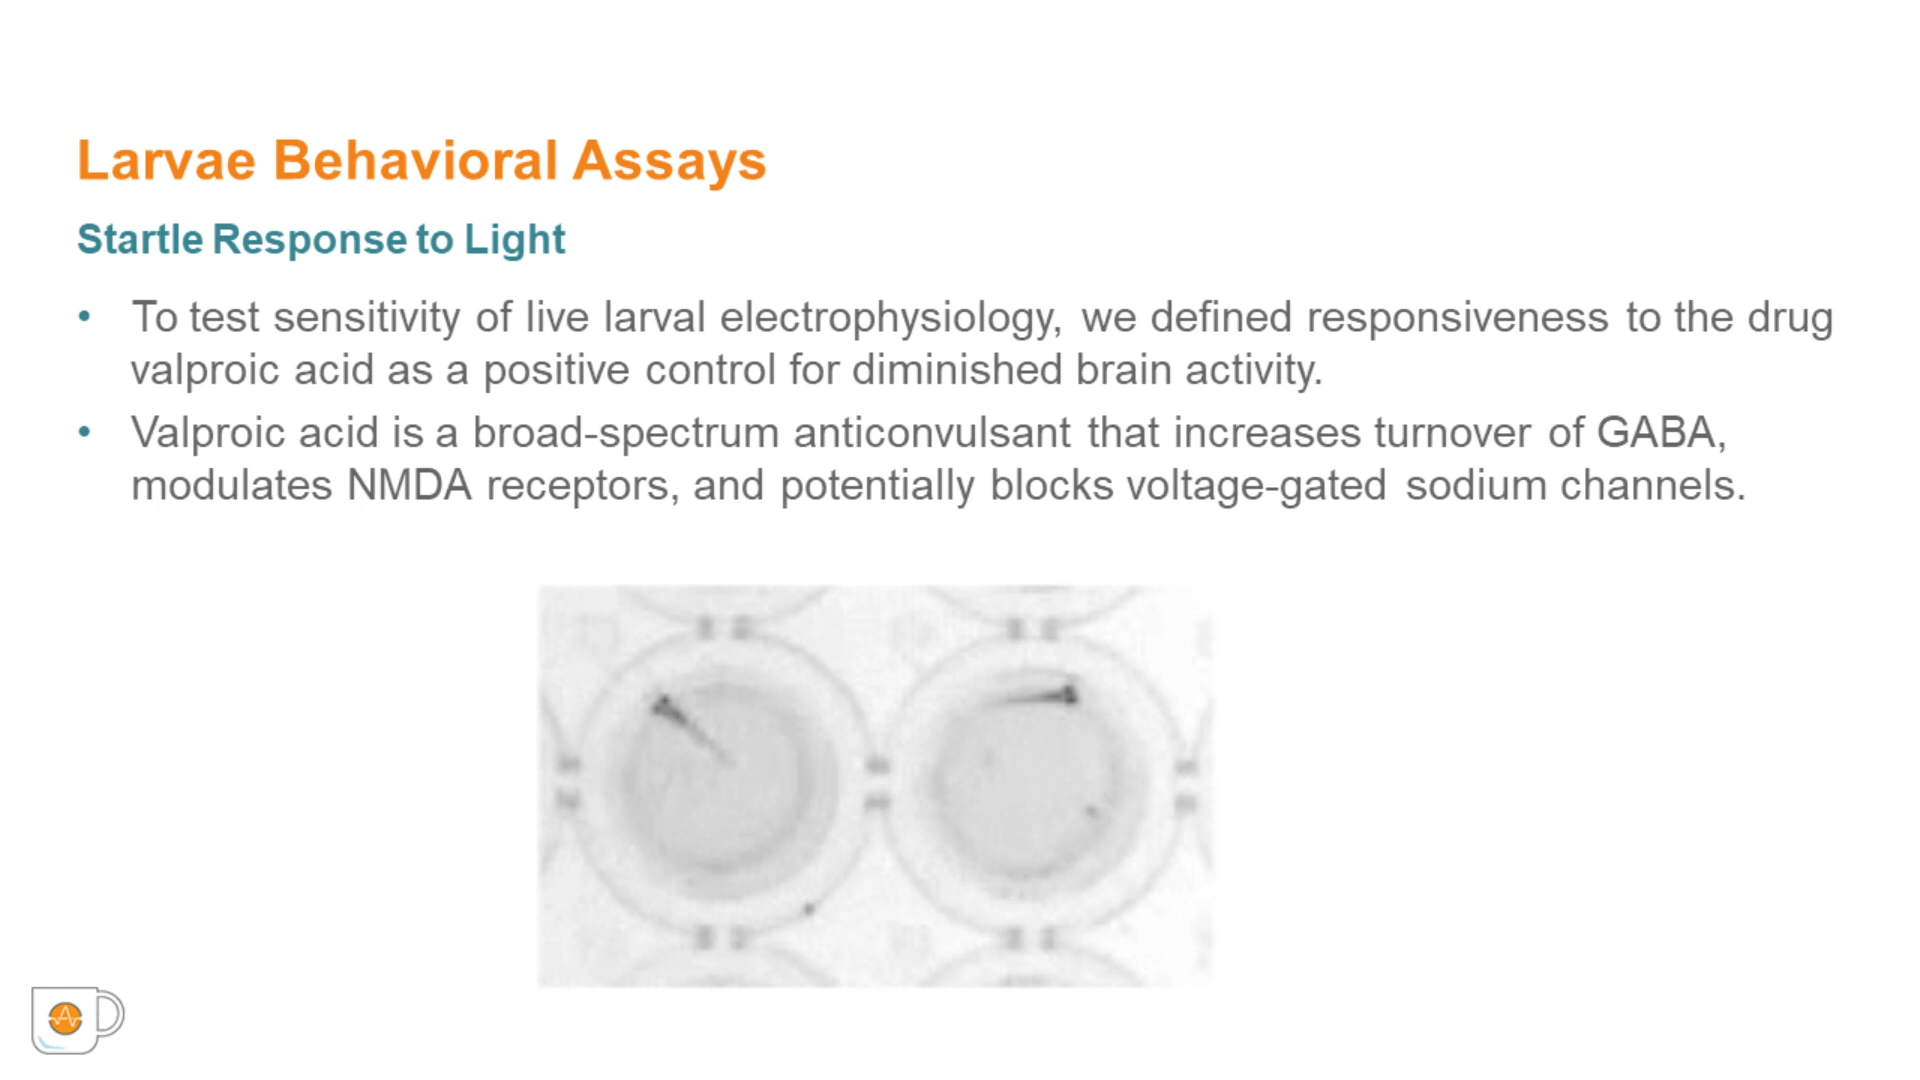 Larvae Behavioral Assays
Startle Response to Light
• To test sensitivity of live larval electrophysiology, we defined responsiveness to the drug
valproic acid as a positive control for diminished brain activity.
• Valproic acid is a broad-spectrum anticonvulsant that increases turnover of GABA,
modulates NMDA receptors, and potentially blocks voltage-gated sodium channels.